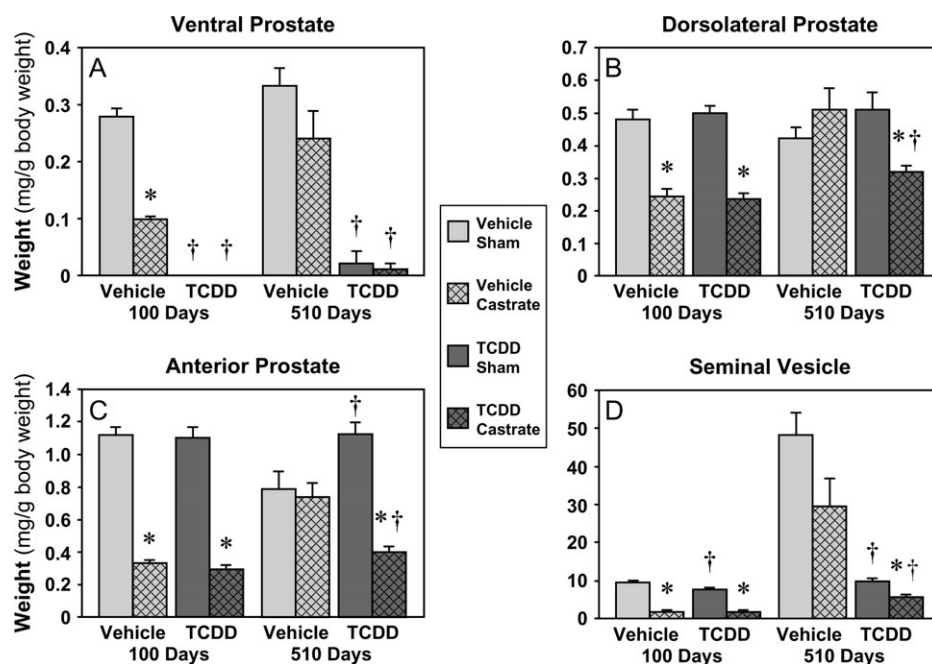 Ventral Prostate
Weight (mg/g body weight)
A
0.4
0.3
0.2
0.1
0
*
† †
†
†
Vehicle TCDD Vehicle TCDD
100 Days 510 Days
Dorsolateral Prostate
B
0.7
0.6
0.5
0.4
0.3
0.2
0.1
0
*
*
*†
Vehicle TCDD Vehicle TCDD
100 Days 510 Days
Vehicle
Sham
Vehicle
Castrate
TCDD
Sham
TCDD
Castrate
Anterior Prostate
Weight (mg/g body weight)
C
1.4
1.2
1.0
0.8
0.6
0.4
0.2
0
*
*
†
*†
Vehicle TCDD Vehicle TCDD
100 Days 510 Days
Seminal Vesicle
D
60
50
40
30
20
10
0
*
†
*
†
*†
Vehicle TCDD Vehicle TCDD
100 Days 510 Days